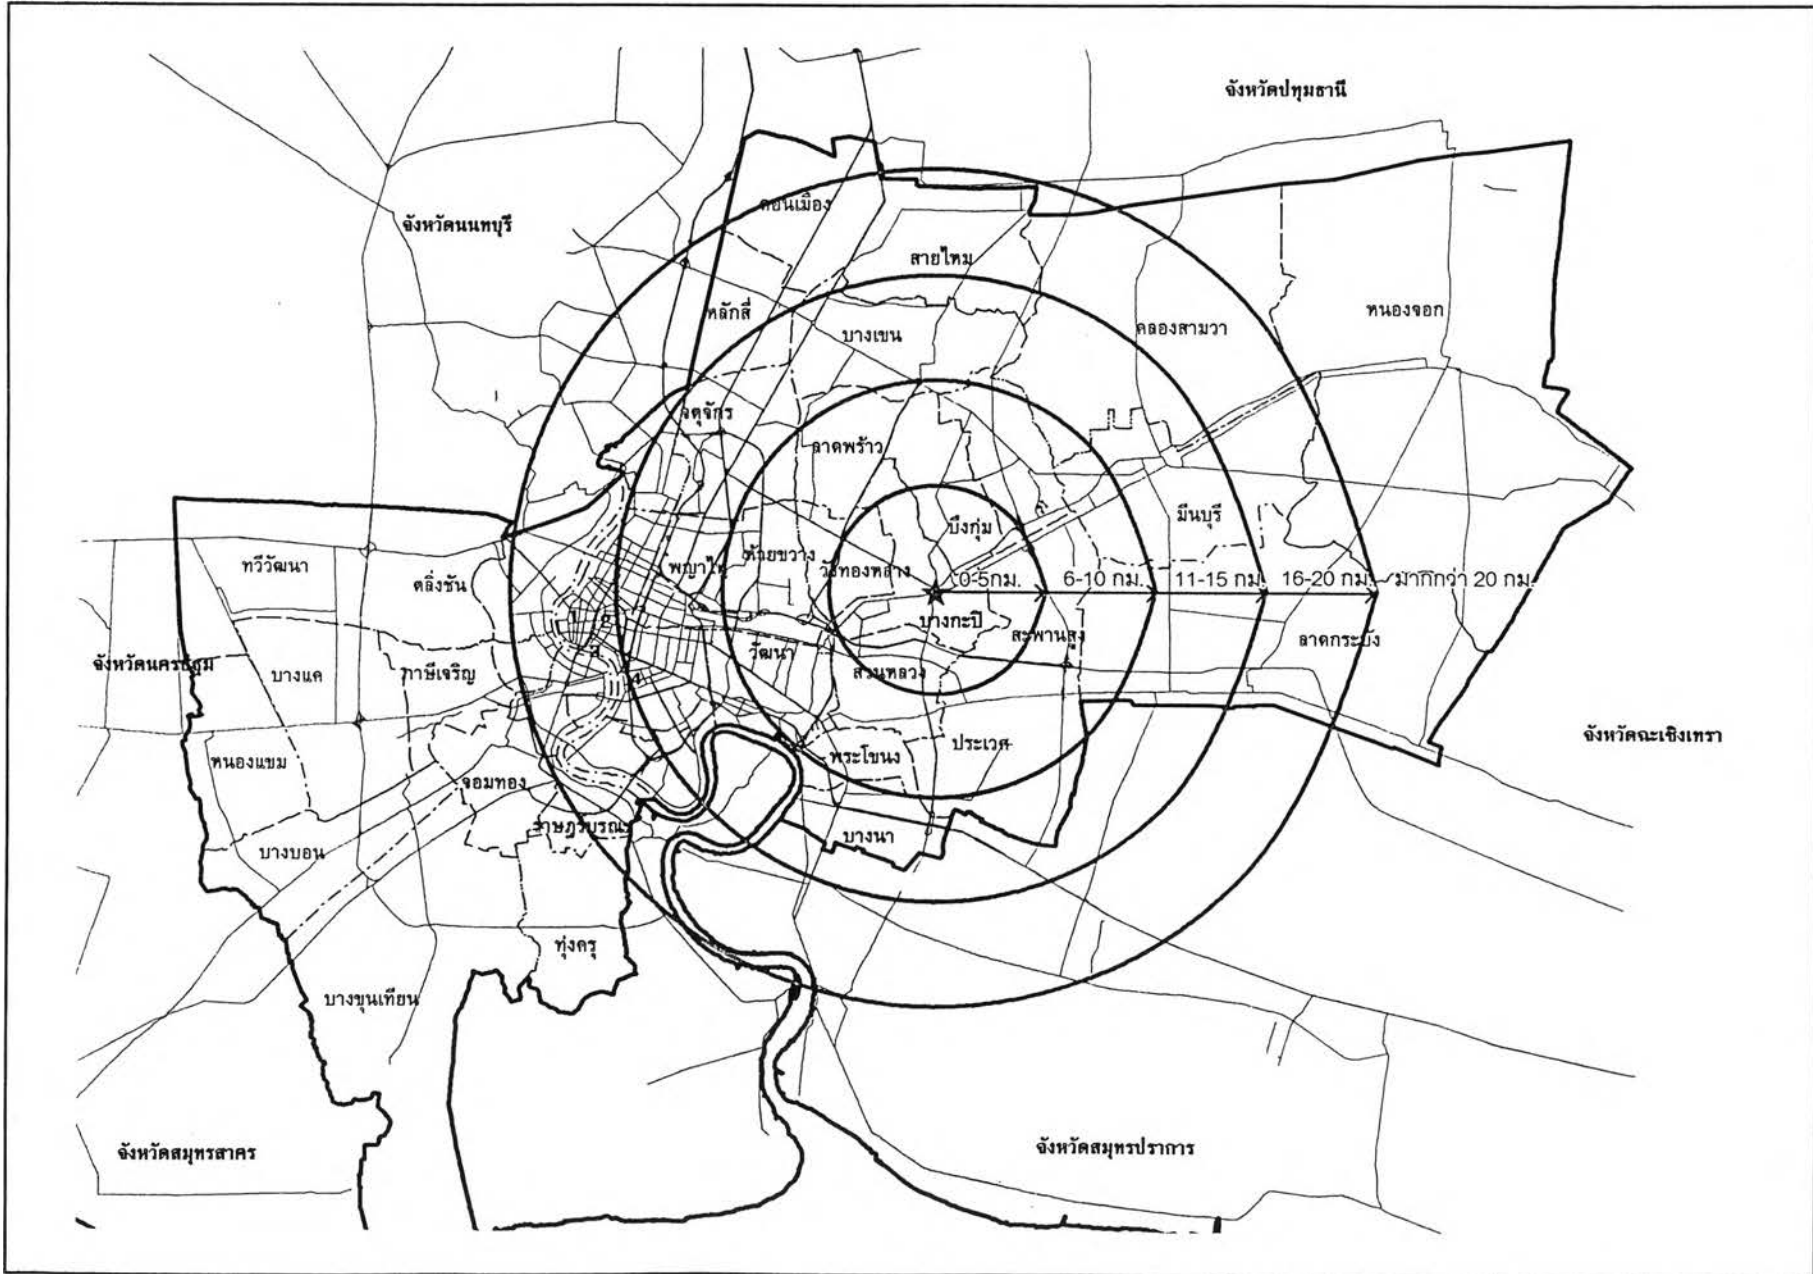 จังหวัดปทุมธานี
ดอนเมือง
จังหวัดนนทบุรี
สายไหม
หลักสี่
บางเขน
คลองสามวา
หนองจอก
จตุจักร
ลาดพร้าว
บึงกุ่ม
มีนบุรี
ทวีวัฒนา
ตลิ่งชัน
พญาไท
ห้วยขวาง
วังทองหลาง
0-5กม.
6-10 กม.
11-15 กม.
16-20 กม.
มากกว่า 20 กม.
1
2
3
4
บางกะปิ
สะพานสูง
ลาดกระบัง
จังหวัดนครปฐม
บางแค
ภาษีเจริญ
วัฒนา
สวนหลวง
หนองแขม
จอมทอง
พระโขนง
ประเวศ
จังหวัดฉะเชิงเทรา
บางบอน
ราษฎร์บูรณะ
บางนา
ทุ่งครุ
บางขุนเทียน
จังหวัดสมุทรสาคร
จังหวัดสมุทรปราการ